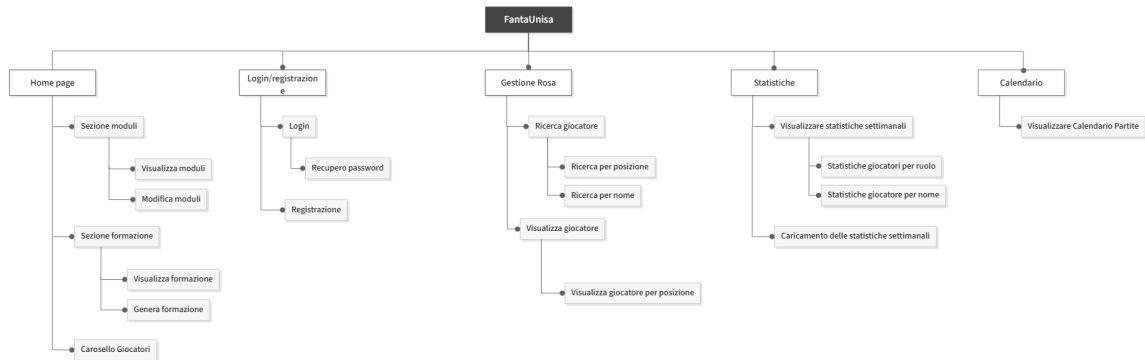 FantaUnisa
Home page
Login/registrazion
e
Gestione Rosa
Statistiche
Calendario
Sezione moduli
Visualizza moduli
Modifica moduli
Sezione formazione
Visualizza formazione
Genera formazione
Carosello Giocatori
Login
Recupero password
Registrazione
Ricerca giocatore
Ricerca per posizione
Ricerca per nome
Visualizza giocatore
Visualizza giocatore per posizione
Visualizzare statistiche settimanali
Statistiche giocatori per ruolo
Statistiche giocatore per nome
Caricamento delle statistiche settimanali
Visualizzare Calendario Partite